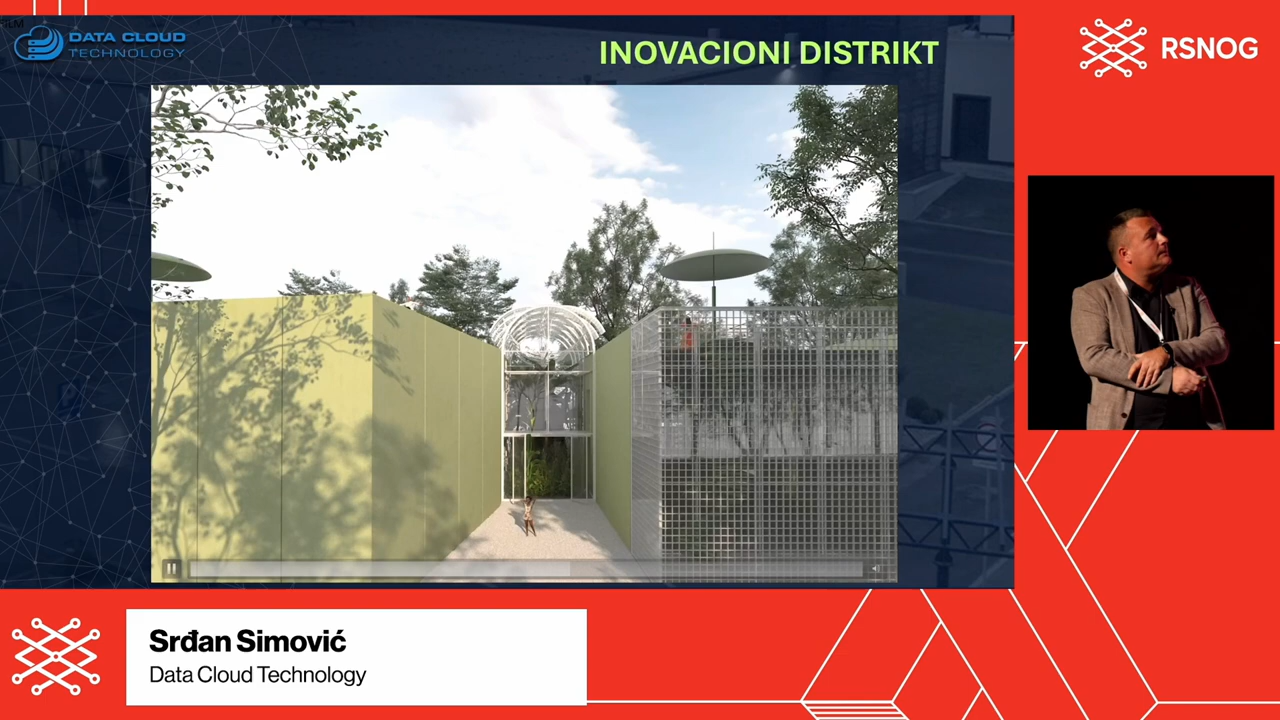 DATA CLOUD
TECHNOLOGY
INOVACIONI DISTRIKT
RSNOG
Srđan Simović
Data Cloud Technology